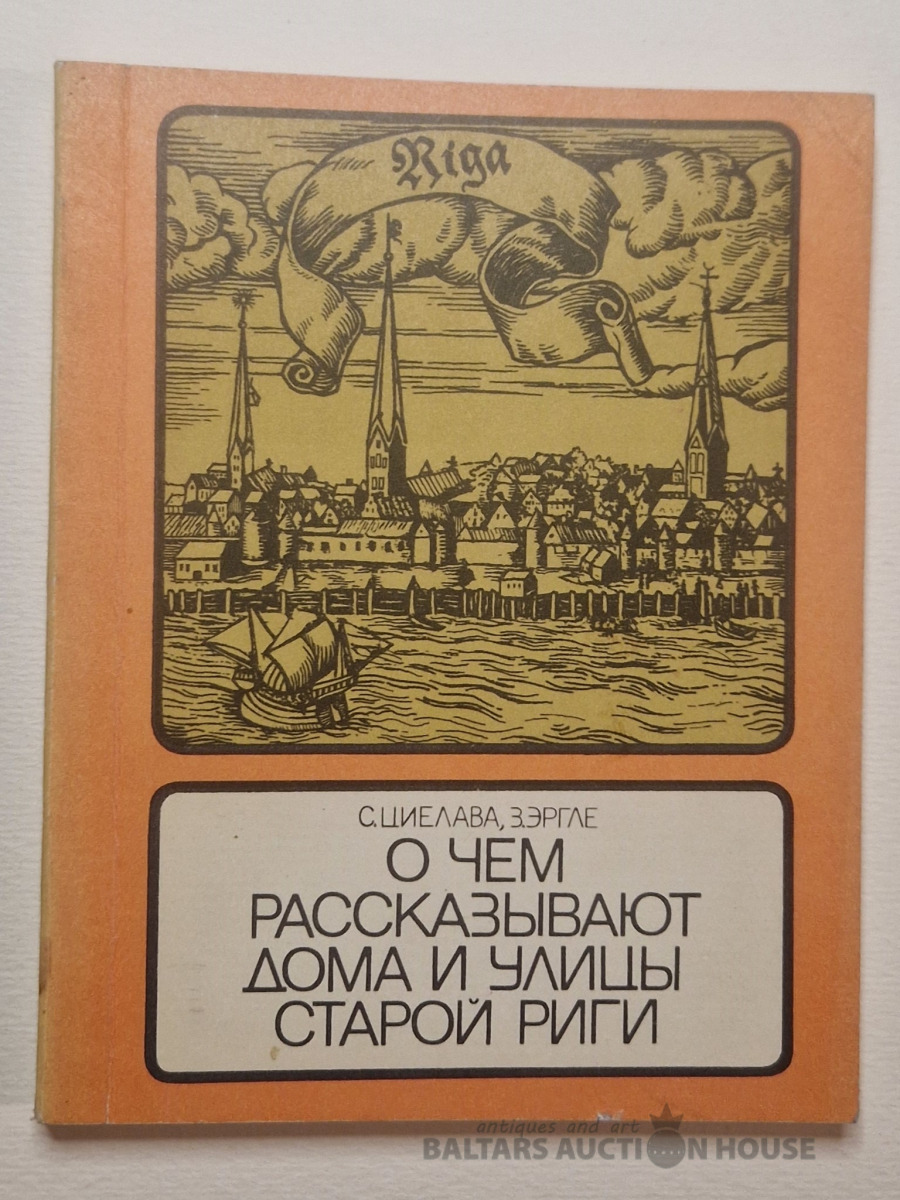 Riga
С. ЦИЕЛАВА, З. ЭРГЛЕ
О ЧЕМ
РАССКАЗЫВАЮТ
ДОМА И УЛИЦЫ
СТАРОЙ РИГИ
antiques and art
BALTARS AUCTION HOUSE